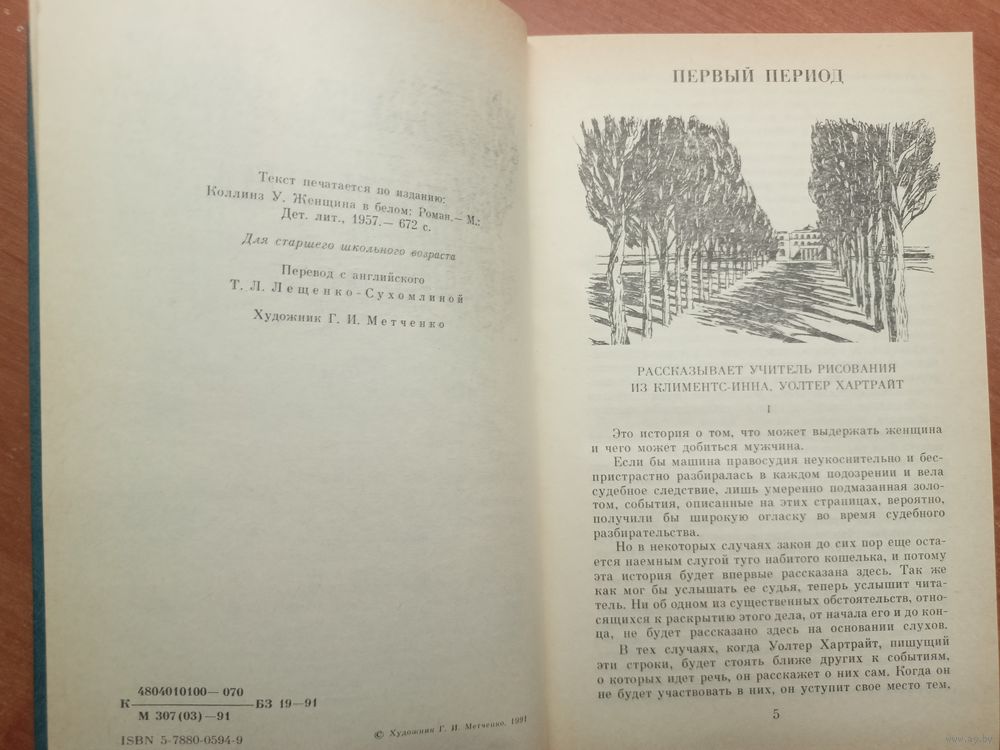 Текст печатается по изданию:
Коллинз У. Женщина в белом: Роман.— М.:
Дет. лит., 1957.— 672 с.
Для старшего школьного возраста
Перевод с английского
Т. Л. Лещенко-Сухомлиной
Художник Г. И. Метченко
4804010100—070
К
БЗ 19—91
М 307(03)—91
ISBN 5-7880-0594-9
© Художник Г. И. Метченко, 1991
ПЕРВЫЙ ПЕРИОД
РАССКАЗЫВАЕТ УЧИТЕЛЬ РИСОВАНИЯ
ИЗ КЛИМЕНТС-ИННА, УОЛТЕР ХАРТРАЙТ
I
Это история о том, что может выдержать женщина
и чего может добиться мужчина.
Если бы машина правосудия неукоснительно и бес-
пристрастно разбиралась в каждом подозрении и вела
судебное следствие, лишь умеренно подмазанная золо-
том, события, описанные на этих страницах, вероятно,
получили бы широкую огласку во время судебного
разбирательства.
Но в некоторых случаях закон до сих пор еще оста-
ется наемным слугой туго набитого кошелька, и потому
эта история будет впервые рассказана здесь. Так же
как мог бы услышать ее судья, теперь услышит чита-
тель. Ни об одном из существенных обстоятельств, отно-
сящихся к раскрытию этого дела, от начала его и до кон-
ца, не будет рассказано здесь на основании слухов.
В тех случаях, когда Уолтер Хартрайт, пишущий
эти строки, будет стоять ближе других к событиям,
о которых идет речь, он расскажет о них сам. Когда он
не будет участвовать в них, он уступит свое место тем,
5